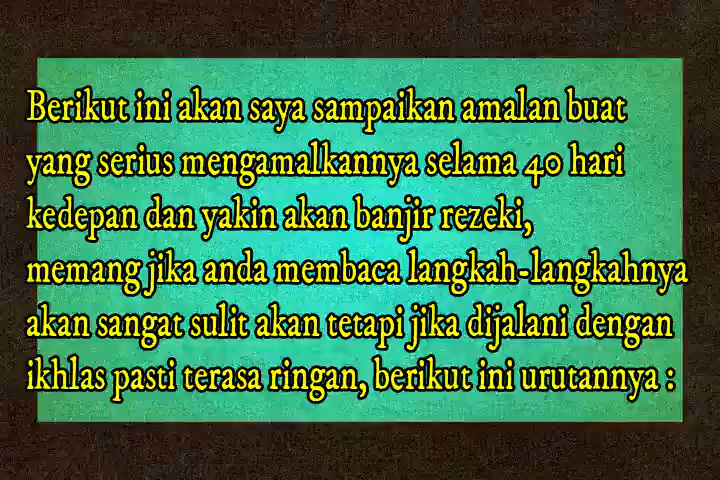 Berikut ini akan saya sampaikan amalan buat
yang serius mengamalkannya selama 40 hari
kedepan dan yakin akan banjir rezeki,
memang jika anda membaca langkah-langkahnya
akan sangat sulit akan tetapi jika dijalani dengan
ikhlas pasti terasa ringan, berikut ini urutannya :